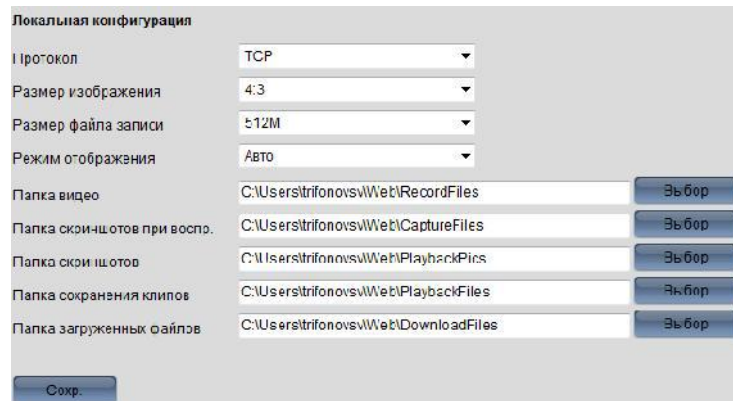 Локальная конфигурация
Протокол TCP
Размер изображения 4:3
Размер файла записи 512M
Режим отображения Авто
Папка видео C:\Users\trifonovsv\Web\RecordFiles Выбор
Папка скриншотов при воспр. C:\Users\trifonovsv\Web\CaptureFiles Выбор
Папка скриншотов C:\Users\trifonovsv\Web\PlaybackPics Выбор
Папка сохранения клипов C:\Users\trifonovsv\Web\PlaybackFiles Выбор
Папка загруженных файлов C:\Users\trifonovsv\Web\DownloadFiles Выбор
Сохр.